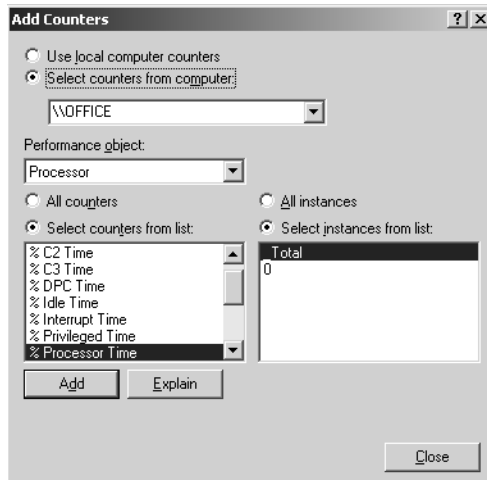 Add Counters
Use local computer counters
Select counters from computer:
\\OFFICE
Performance object:
Processor
All counters
All instances
Select counters from list:
Select instances from list:
% C2 Time
% C3 Time
% DPC Time
% Idle Time
% Interrupt Time
% Privileged Time
% Processor Time
_Total
0
Add
Explain
Close